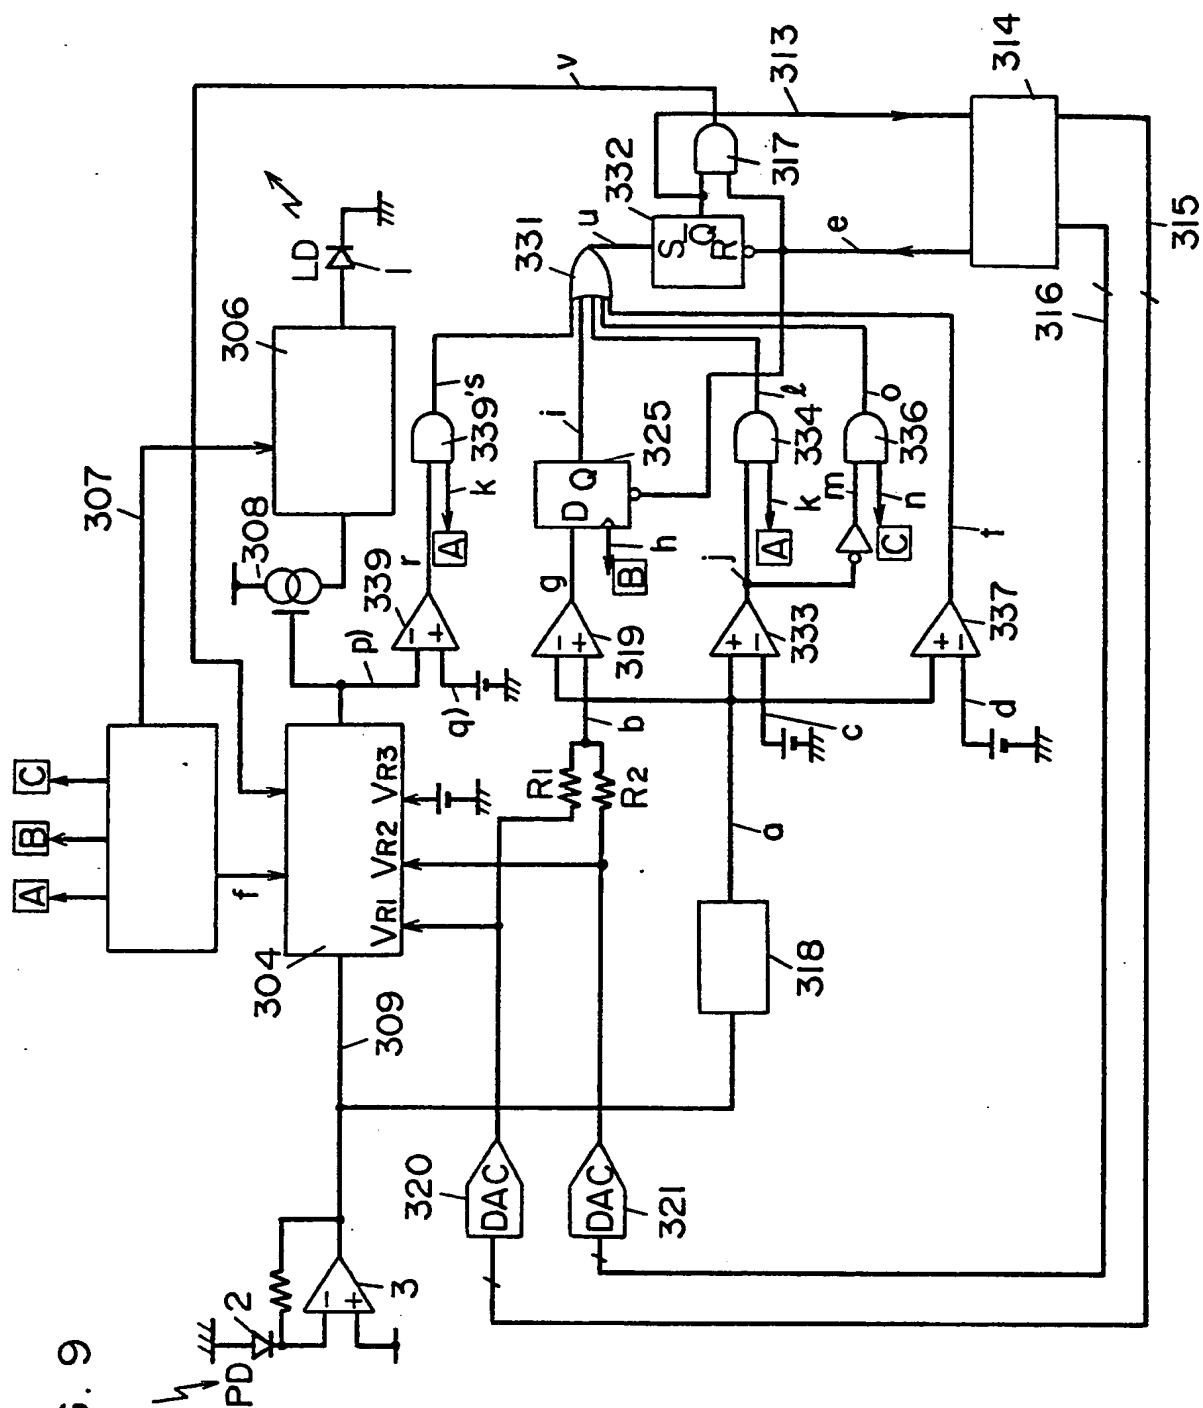 G. 9
PD
2
3
309
304
f
A
B
C
307
308
306
LD
1
v
VR1
VR2
VR3
p)
q)
339
r
A
k
339'
s
320
DAC
321
DAC
R1
R2
b
319
g
B
h
D Q
325
i
331
u
332
S
Q
R
317
313
314
e
315
316
318
a
c
333
j
A
k
334
ℓ
m
C
n
336
o
d
337
t